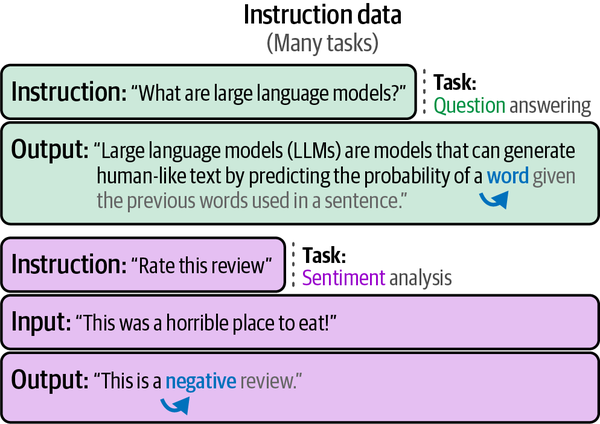 Instruction data
(Many tasks)
Instruction: “What are large language models?”
Task:
Question answering
Output: “Large language models (LLMs) are models that can generate
human-like text by predicting the probability of a word given
the previous words used in a sentence.”
Instruction: “Rate this review”
Task:
Sentiment analysis
Input: “This was a horrible place to eat!”
Output: “This is a negative review.”